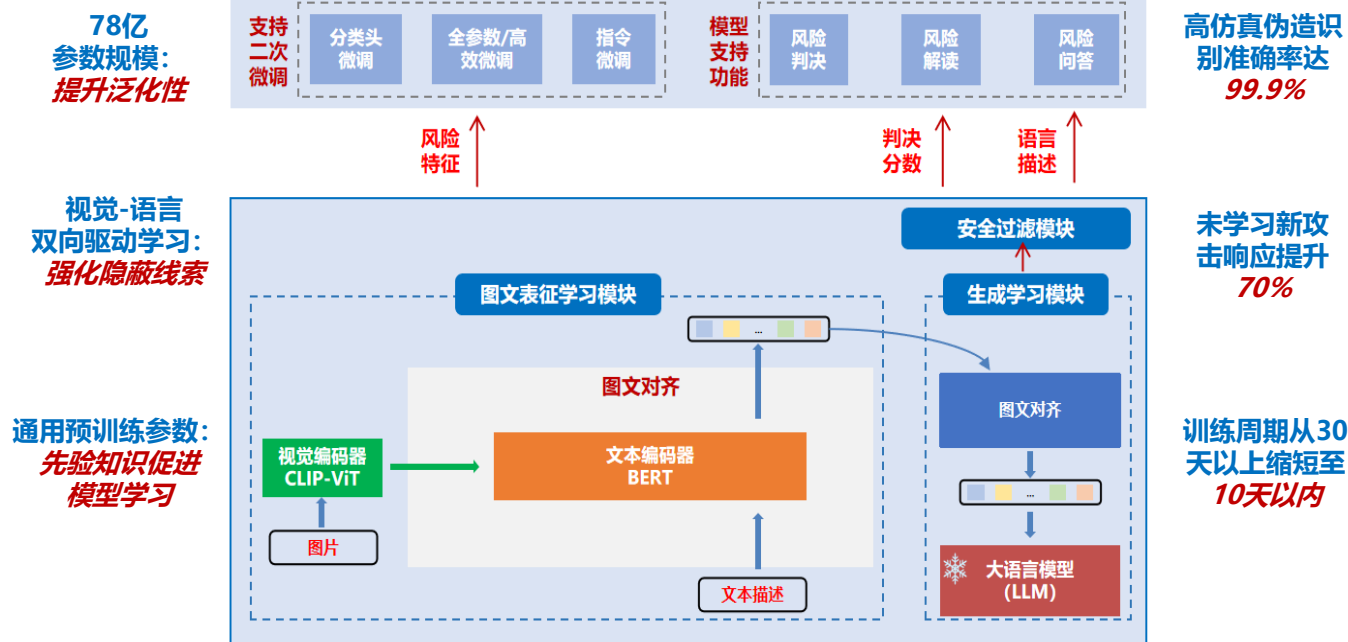 78亿
参数规模：
提升泛化性
视觉-语言
双向驱动学习：
强化隐蔽线索
通用预训练参数：
先验知识促进
模型学习
支持
二次
微调
分类头
微调
全参数/高
效微调
指令
微调
模型
支持
功能
风险
判决
风险
解读
风险
问答
风险
特征
判决
分数
语言
描述
安全过滤模块
图文表征学习模块
生成学习模块
...
图文对齐
图文对齐
视觉编码器
CLIP-ViT
文本编码器
BERT
...
图片
文本描述
大语言模型
（LLM）
高仿真伪造识
别准确率达
99.9%
未学习新攻
击响应提升
70%
训练周期从30
天以上缩短至
10天以内